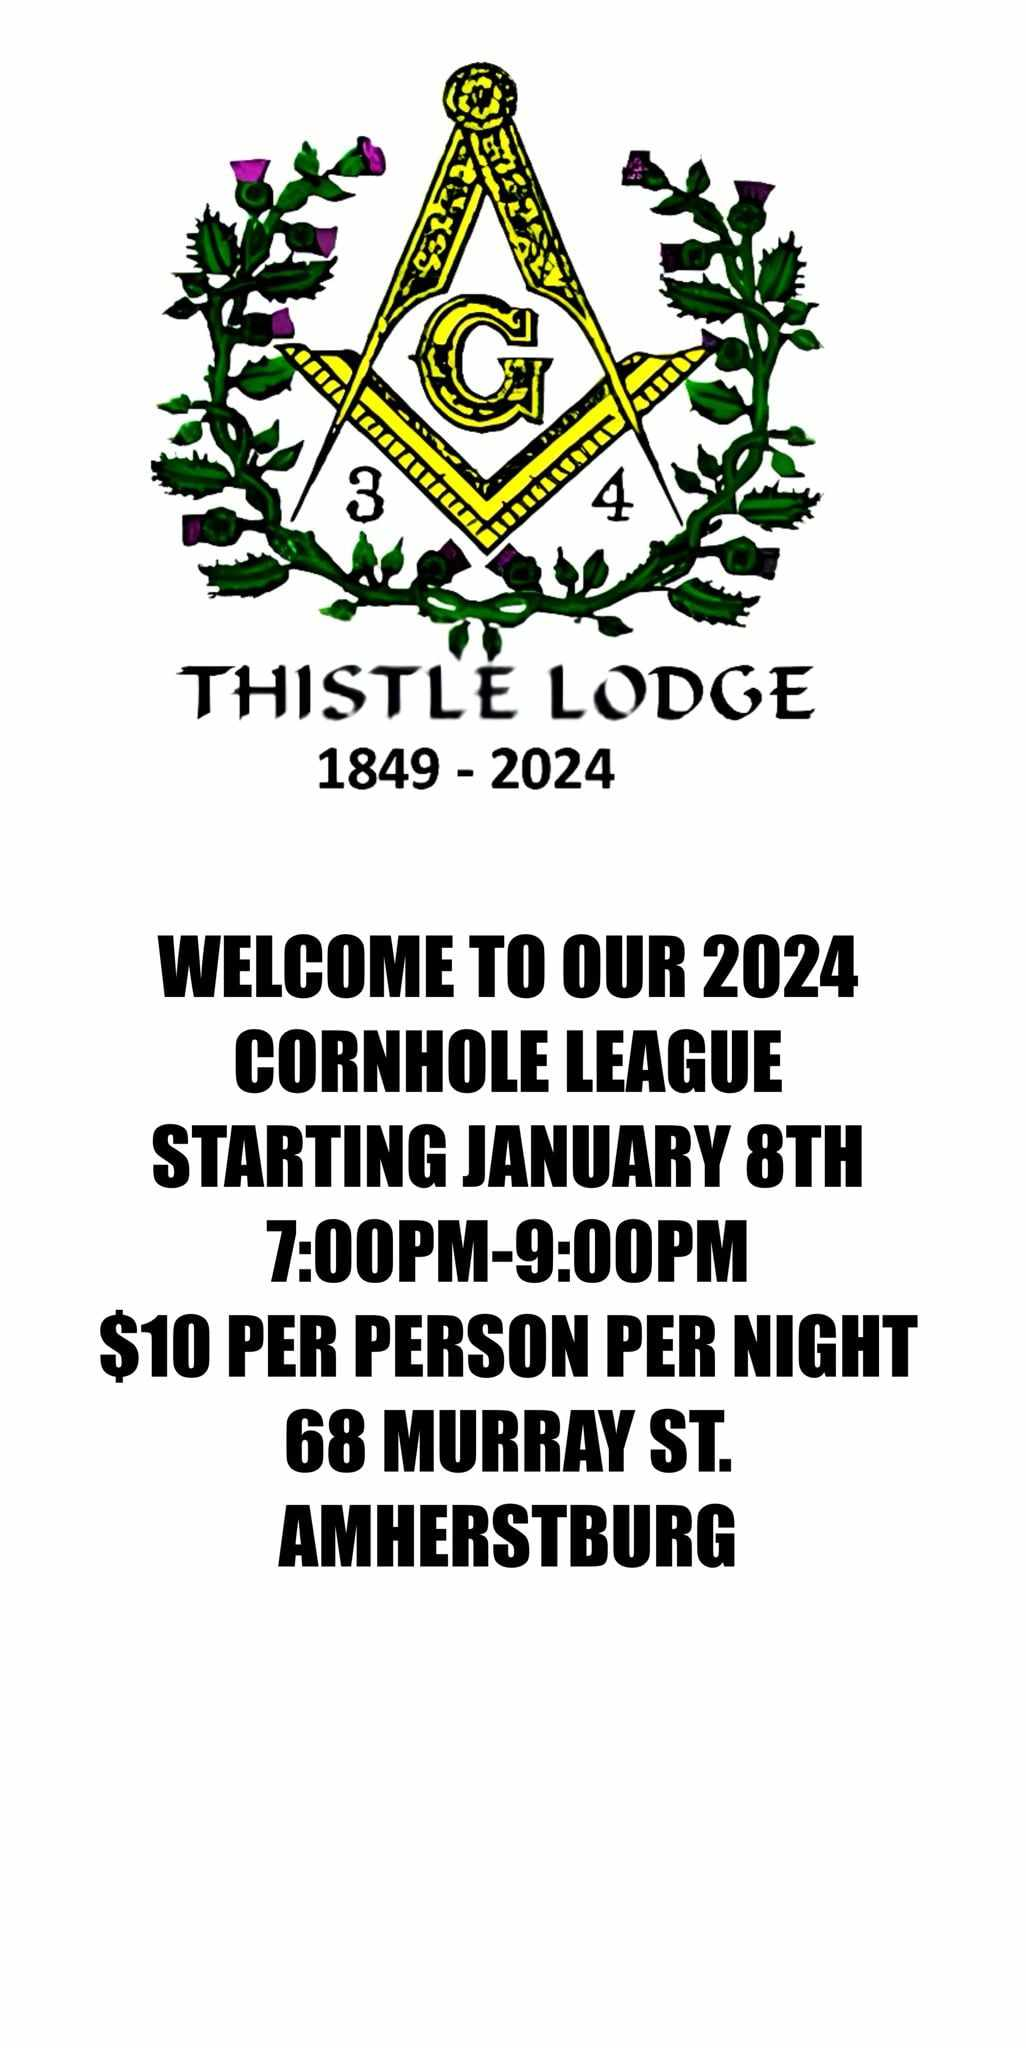 G
3 4
THISTLE LODGE
1849 - 2024
WELCOME TO OUR 2024
CORNHOLE LEAGUE
STARTING JANUARY 8TH
7:00PM-9:00PM
$10 PER PERSON PER NIGHT
68 MURRAY ST.
AMHERSTBURG